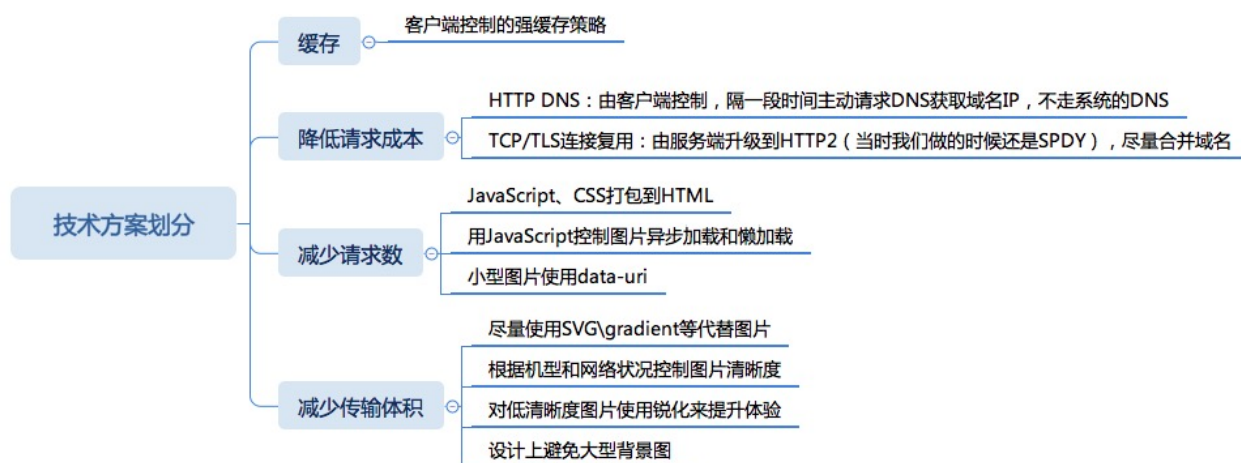 技术方案划分
缓存
客户端控制的强缓存策略
降低请求成本
HTTP DNS：由客户端控制，隔一段时间主动请求DNS获取域名IP，不走系统的DNS
TCP/TLS连接复用：由服务端升级到HTTP2（当时我们做的时候还是SPDY），尽量合并域名
减少请求数
JavaScript、CSS打包到HTML
用JavaScript控制图片异步加载和懒加载
小型图片使用data-uri
减少传输体积
尽量使用SVG\gradient等代替图片
根据机型和网络状况控制图片清晰度
对低清晰度图片使用锐化来提升体验
设计上避免大型背景图